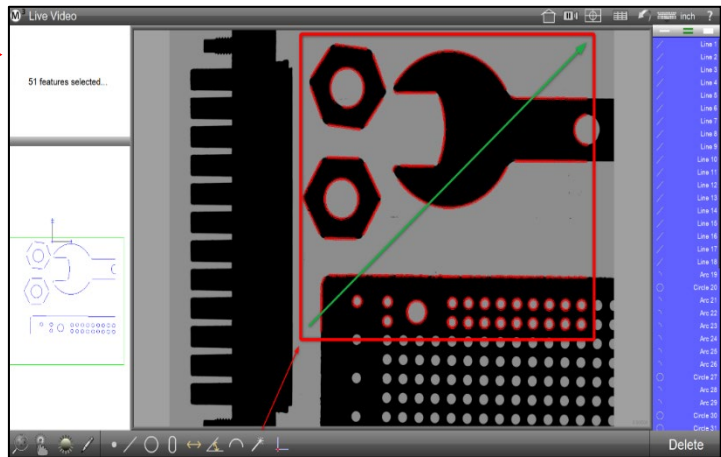 M³ Live Video
inch
?
51 features selected...
Line 1
Line 2
Line 3
Line 4
Line 5
Line 6
Line 7
Line 8
Line 9
Line 10
Line 11
Line 12
Line 13
Line 14
Line 15
Line 16
Line 17
Line 18
Arc 19
Circle 20
Arc 21
Arc 22
Arc 23
Arc 24
Arc 25
Arc 26
Circle 27
Arc 28
Arc 29
Circle 30
Circle 31
Delete